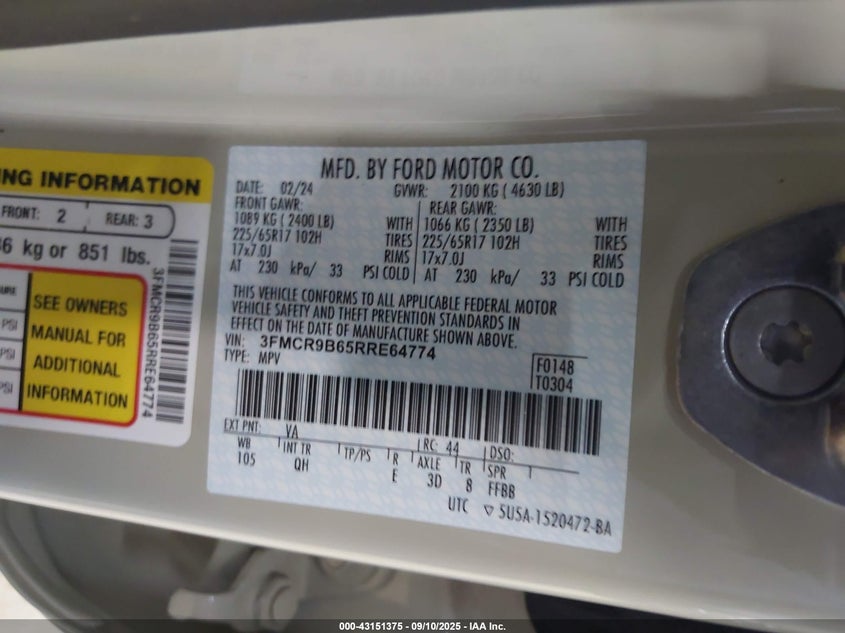 NG INFORMATION
FRONT: 2 REAR: 3
6 kg or 851 lbs.
SEE OWNERS
MANUAL FOR
ADDITIONAL
INFORMATION
PSI
PSI
PSI
3FMCR9B65RRE64774
MFD. BY FORD MOTOR CO.
DATE: 02/24 GVWR: 2100 KG ( 4630 LB)
FRONT GAWR: REAR GAWR:
1089 KG ( 2400 LB) WITH 1066 KG ( 2350 LB) WITH
225/65R17 102H TIRES 225/65R17 102H TIRES
17x7.0J RIMS 17x7.0J RIMS
AT 230 kPa/ 33 PSI COLD AT 230 kPa/ 33 PSI COLD
THIS VEHICLE CONFORMS TO ALL APPLICABLE FEDERAL MOTOR
VEHICLE SAFETY AND THEFT PREVENTION STANDARDS IN
EFFECT ON THE DATE OF MANUFACTURE SHOWN ABOVE.
VIN: 3FMCR9B65RRE64774
TYPE: MPV
F0148
T0304
EXT PNT: VA RC: 44 DSO:
WB INT TR TP/PS R AXLE TR SPR
105 QH E 3D 8 FFBB
UTC ▽ 5U5A-1520472-BA
000-43151375 - 09/10/2025 - IAA Inc.